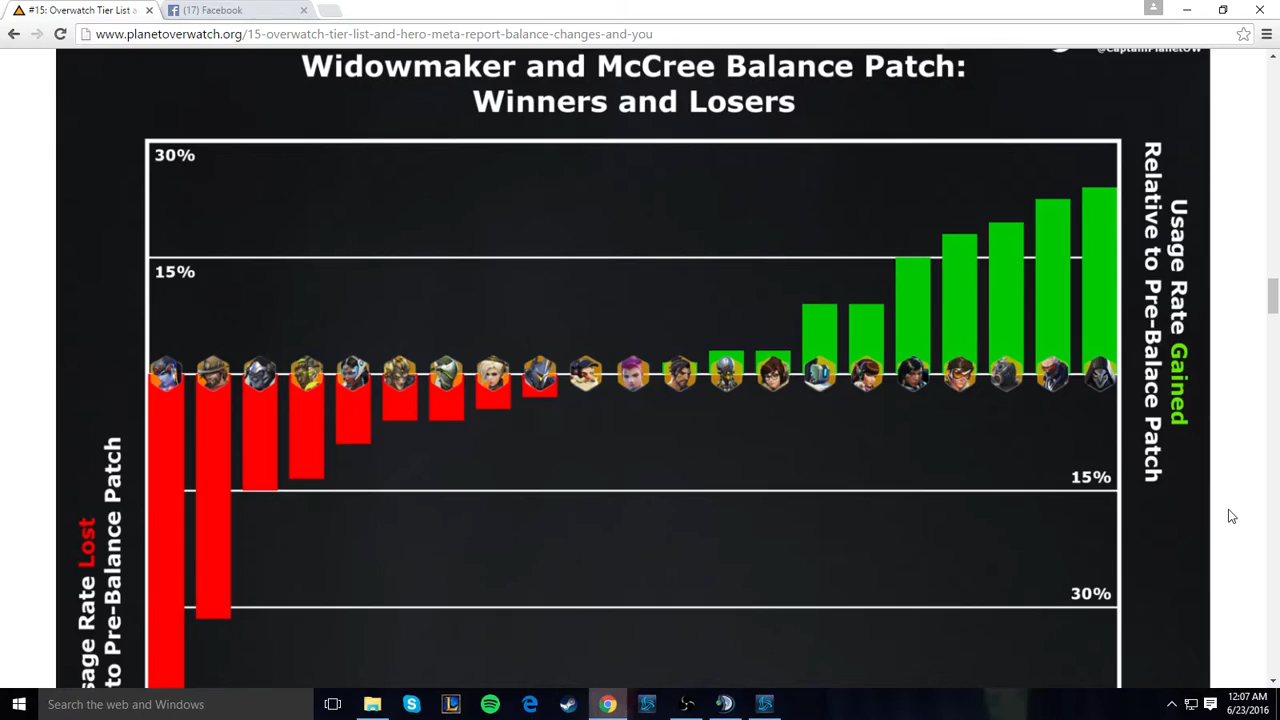 #15: Overwatch Tier List a
(17) Facebook
www.planetoverwatch.org/15-overwatch-tier-list-and-hero-meta-report-balance-changes-and-you
Widowmaker and McCree Balance Patch:
Winners and Losers
30%
15%
Usage Rate Gained
Relative to Pre-Balace Patch
15%
30%
sage Rate Lost
to Pre-Balance Patch
Search the web and Windows
12:07 AM
6/23/2016